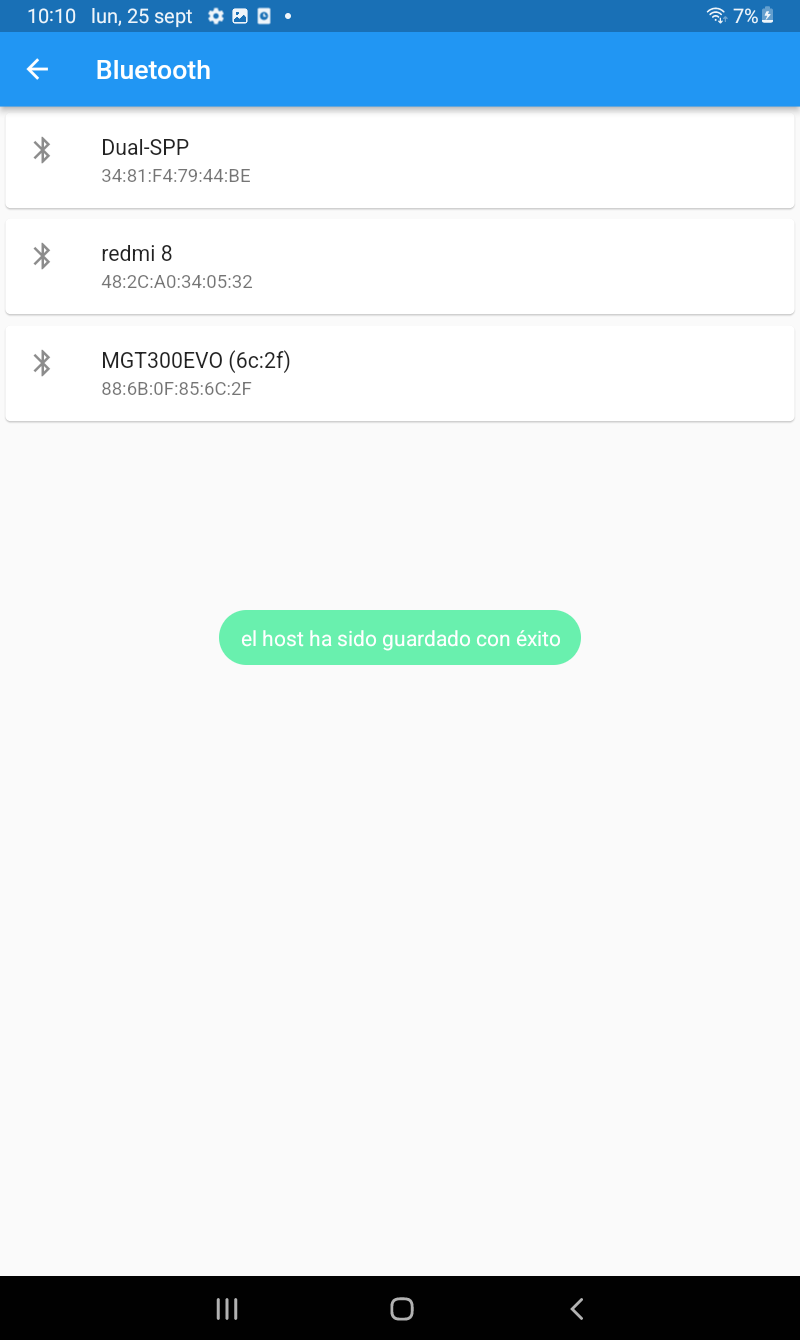 10:10 lun, 25 sept 7%
Bluetooth
Dual-SPP
34:81:F4:79:44:BE
redmi 8
48:2C:A0:34:05:32
MGT300EVO (6c:2f)
88:6B:0F:85:6C:2F
el host ha sido guardado con éxito